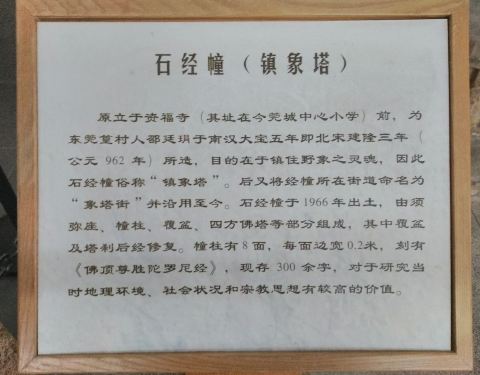 石经幢（镇象塔）
原立于资福寺（其址在今莞城中心小学）前，为
东莞篁村人邵廷琄于南汉大宝五年即北宋建隆三年（
公元 962 年）所造，目的在于镇住野象之灵魂，因此
石经幢俗称“镇象塔”。后又将经幢所在街道命名为
“象塔街”并沿用至今。石经幢于1966年出土，由须
弥座、幢柱、覆盆、四方佛塔等部分组成，其中覆盆
及塔刹后经修复。幢柱有8面，每面边宽0.2米，刻有
《佛顶尊胜陀罗尼经》，现存 300 余字，对于研究当
时地理环境、社会状况和宗教思想有较高的价值。